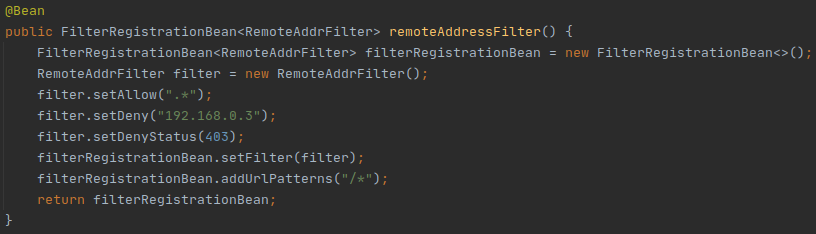 @Bean
public FilterRegistrationBean<RemoteAddrFilter> remoteAddressFilter() {
    FilterRegistrationBean<RemoteAddrFilter> filterRegistrationBean = new FilterRegistrationBean<>();
    RemoteAddrFilter filter = new RemoteAddrFilter();
    filter.setAllow(".*");
    filter.setDeny("192.168.0.3");
    filter.setDenyStatus(403);
    filterRegistrationBean.setFilter(filter);
    filterRegistrationBean.addUrlPatterns("/*");
    return filterRegistrationBean;
}